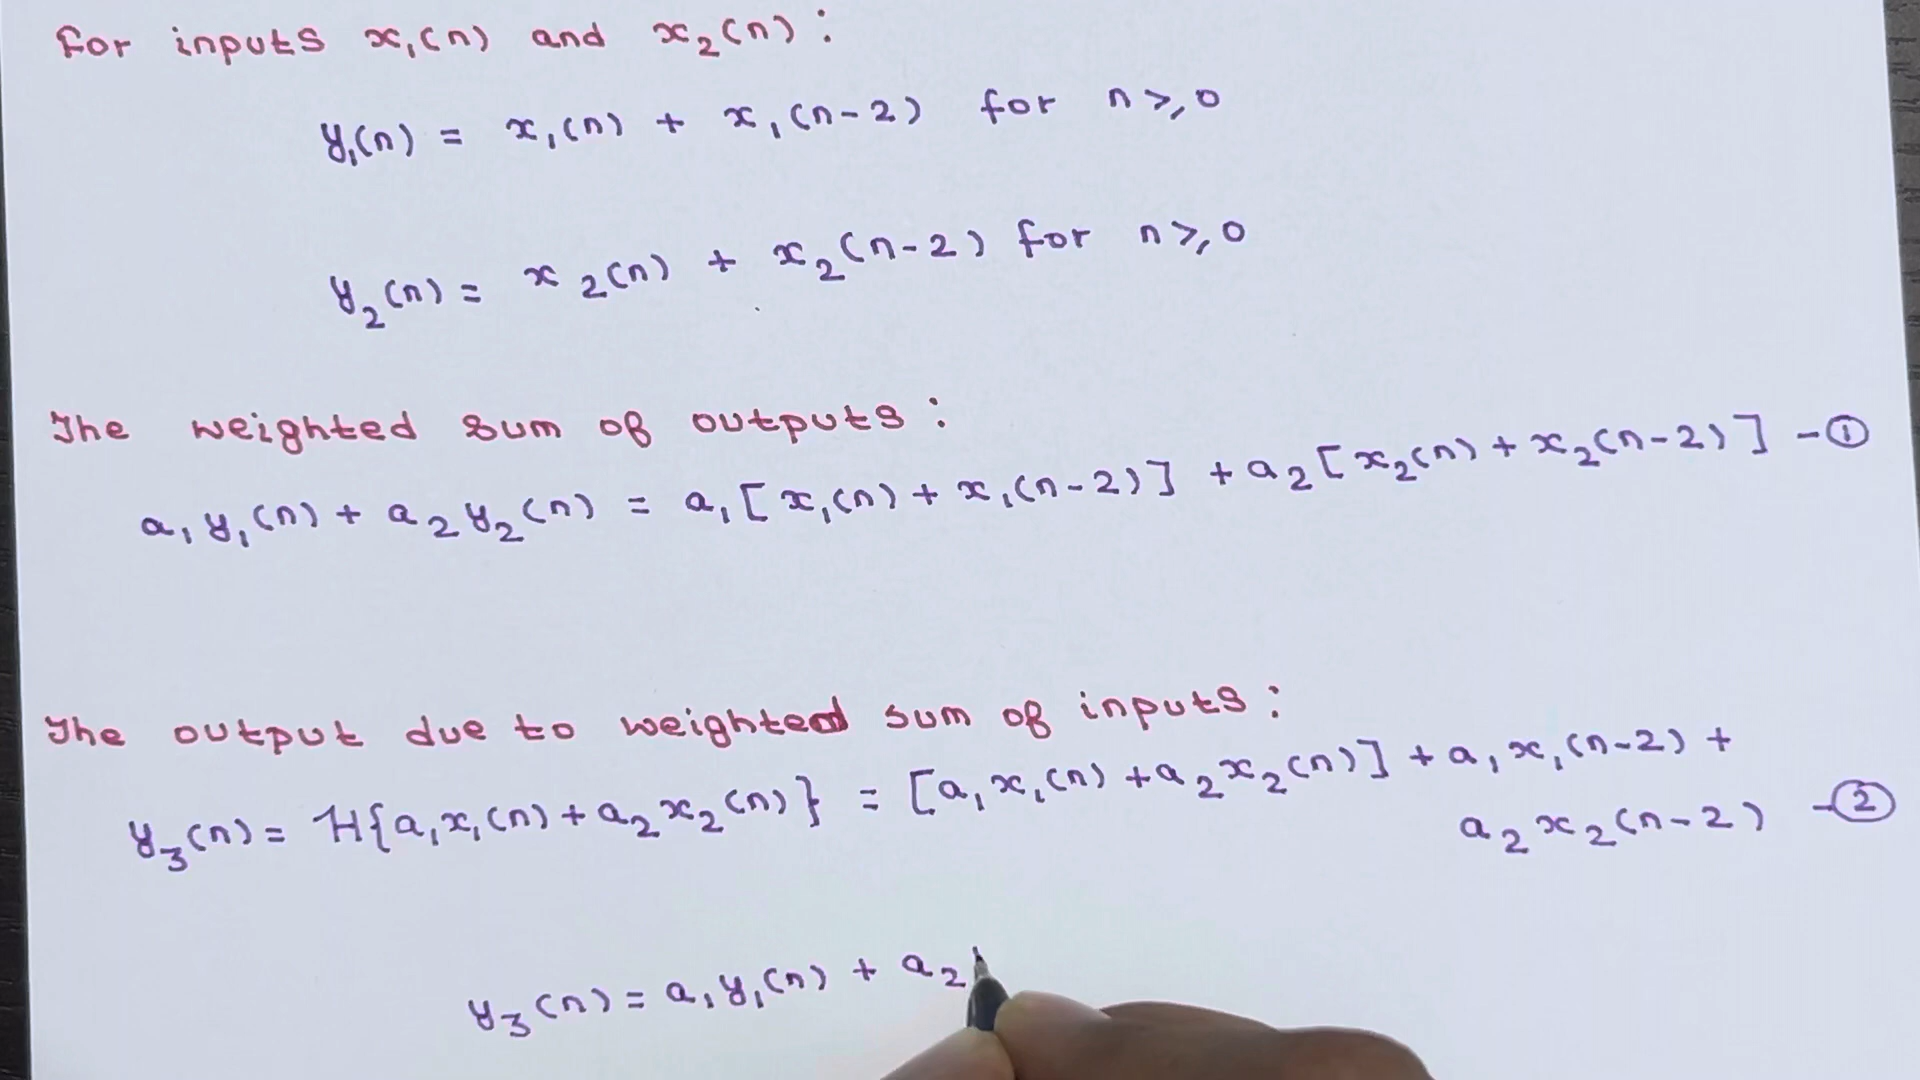 For inputs x₁(n) and x₂(n) :
y₁(n) = x₁(n) + x₁(n-2) for n ≥ 0
y₂(n) = x₂(n) + x₂(n-2) for n ≥ 0
The weighted sum of outputs :
a₁y₁(n) + a₂y₂(n) = a₁[x₁(n) + x₁(n-2)] + a₂[x₂(n) + x₂(n-2)] -①
The output due to weighted sum of inputs :
y₃(n) = H{a₁x₁(n) + a₂x₂(n)} = [a₁x₁(n) + a₂x₂(n)] + a₁x₁(n-2) +
a₂x₂(n-2) -②
y₃(n) = a₁y₁(n) + a₂